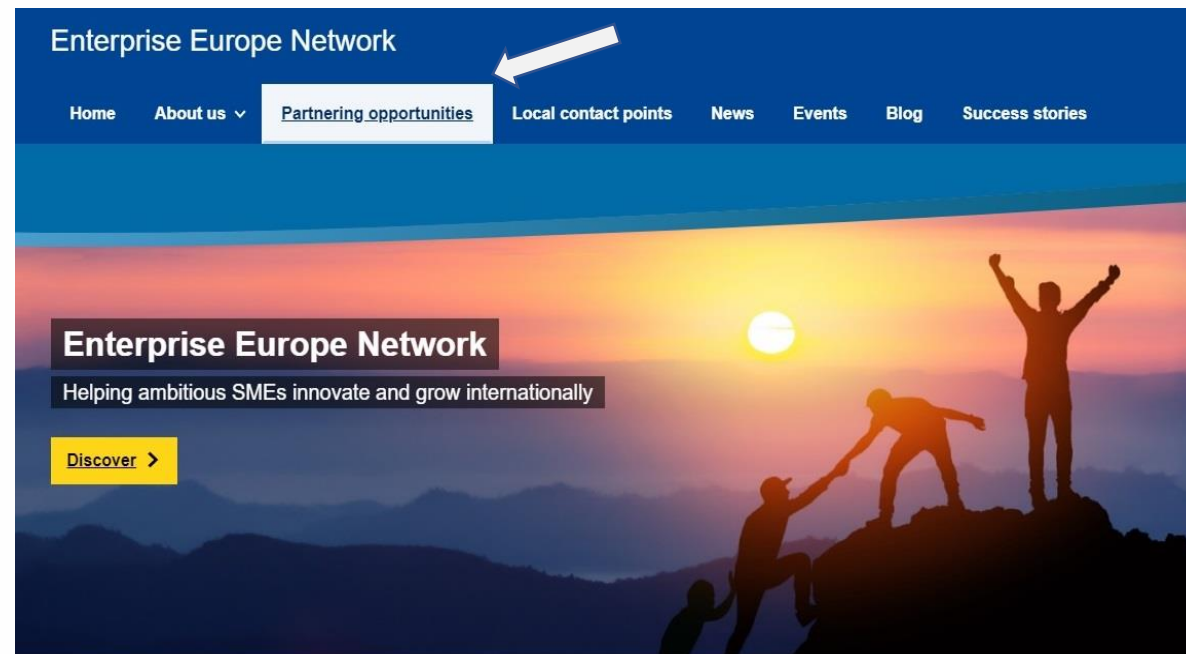 Enterprise Europe Network
Home About us Partnering opportunities Local contact points News Events Blog Success stories
Enterprise Europe Network
Helping ambitious SMEs innovate and grow internationally
Discover